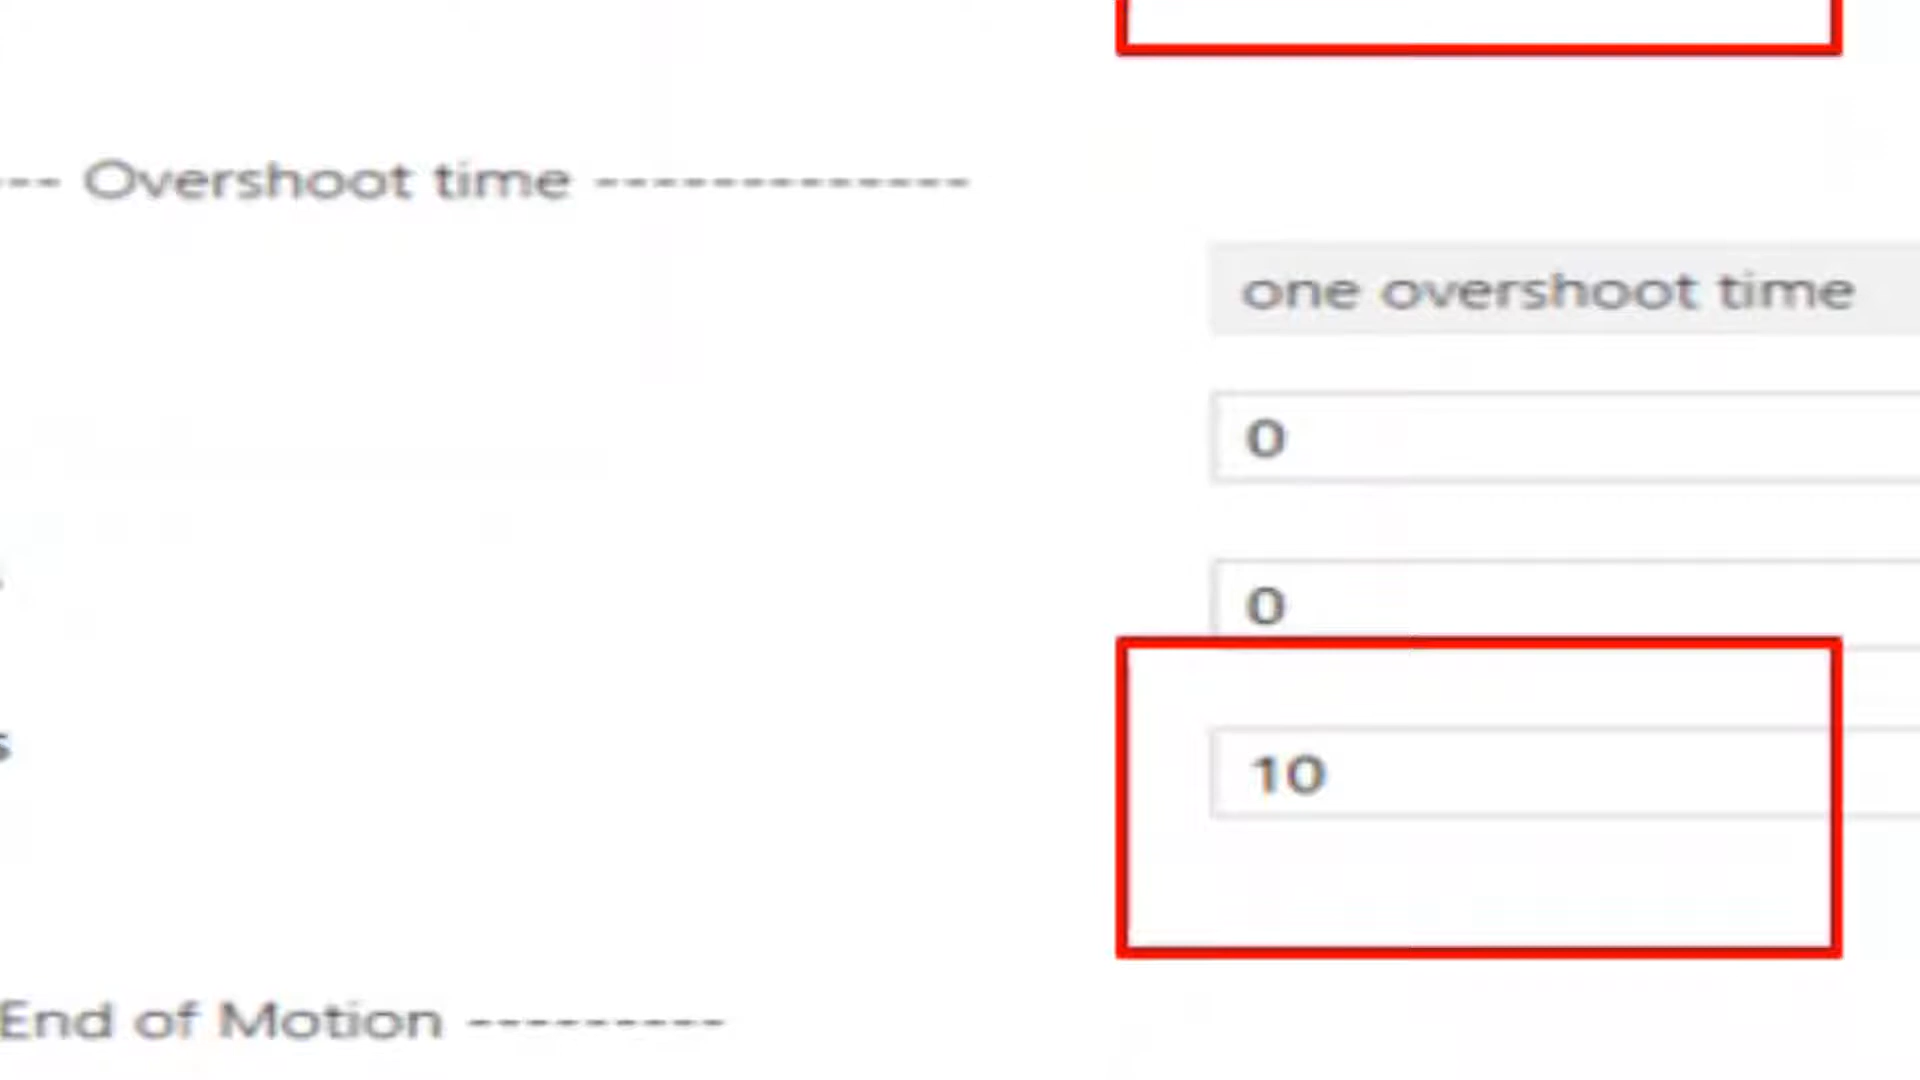 --- Overshoot time --------------
one overshoot time
0
0
s
10
End of Motion ---------